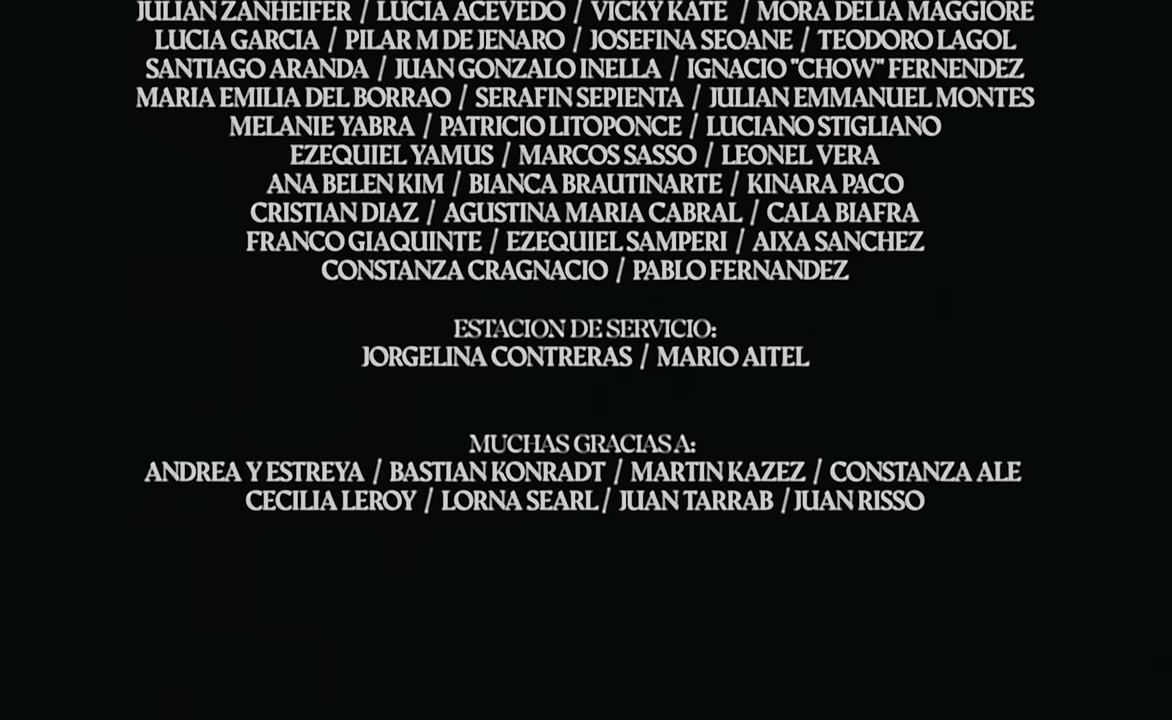 JULIAN ZANHEIFER / LUCIA ACEVEDO / VICKY KATE / MORA DELIA MAGGIORE
LUCIA GARCIA / PILAR M DE JENARO / JOSEFINA SEOANE / TEODORO LAGOL
SANTIAGO ARANDA / JUAN GONZALO INELLA / IGNACIO "CHOW" FERNENDEZ
MARIA EMILIA DEL BORRAO / SERAFIN SEPIENTA / JULIAN EMMANUEL MONTES
MELANIE YABRA / PATRICIO LITOPONCE / LUCIANO STIGLIANO
EZEQUIEL YAMUS / MARCOS SASSO / LEONEL VERA
ANA BELEN KIM / BIANCA BRAUTINARTE / KINARA PACO
CRISTIAN DIAZ / AGUSTINA MARIA CABRAL / CALA BIAFRA
FRANCO GIAQUINTE / EZEQUIEL SAMPERI / AIXA SANCHEZ
CONSTANZA CRAGNACIO / PABLO FERNANDEZ
ESTACION DE SERVICIO:
JORGELINA CONTRERAS / MARIO AITEL
MUCHAS GRACIAS A:
ANDREA Y ESTREYA / BASTIAN KONRADT / MARTIN KAZEZ / CONSTANZA ALE
CECILIA LEROY / LORNA SEARL / JUAN TARRAB / JUAN RISSO